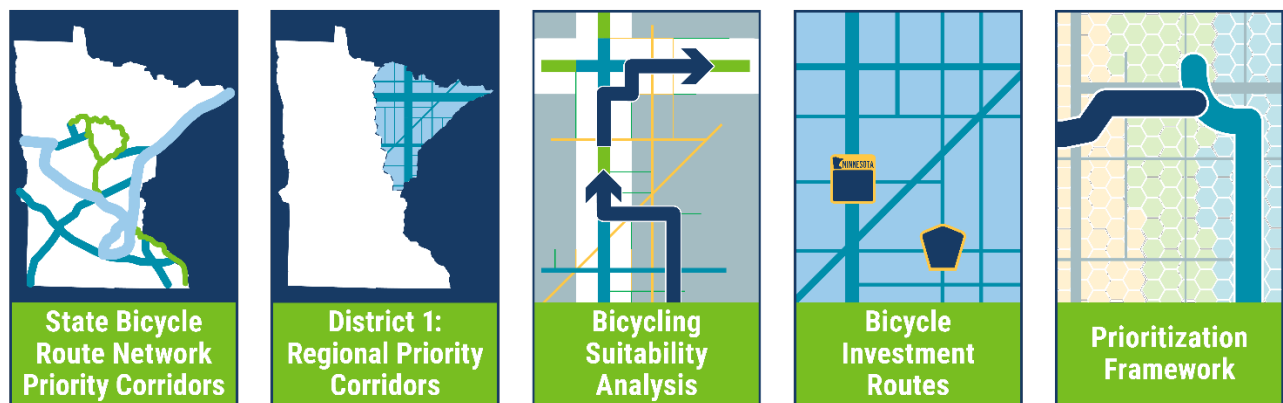 State Bicycle
Route Network
Priority Corridors
District 1:
Regional Priority
Corridors
Bicycling
Suitability
Analysis
MINNESOTA
Bicycle
Investment
Routes
Prioritization
Framework